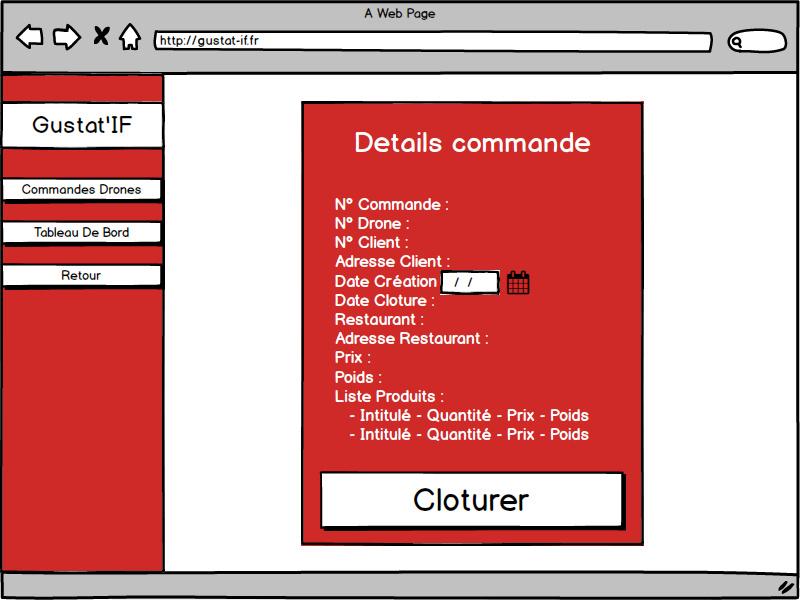 A Web Page
http://gustat-if.fr
Gustat'IF
Commandes Drones
Tableau De Bord
Retour
Details commande
N° Commande :
N° Drone :
N° Client :
Adresse Client :
Date Création / /
Date Cloture :
Restaurant :
Adresse Restaurant :
Prix :
Poids :
Liste Produits :
- Intitulé - Quantité - Prix - Poids
- Intitulé - Quantité - Prix - Poids
Cloturer